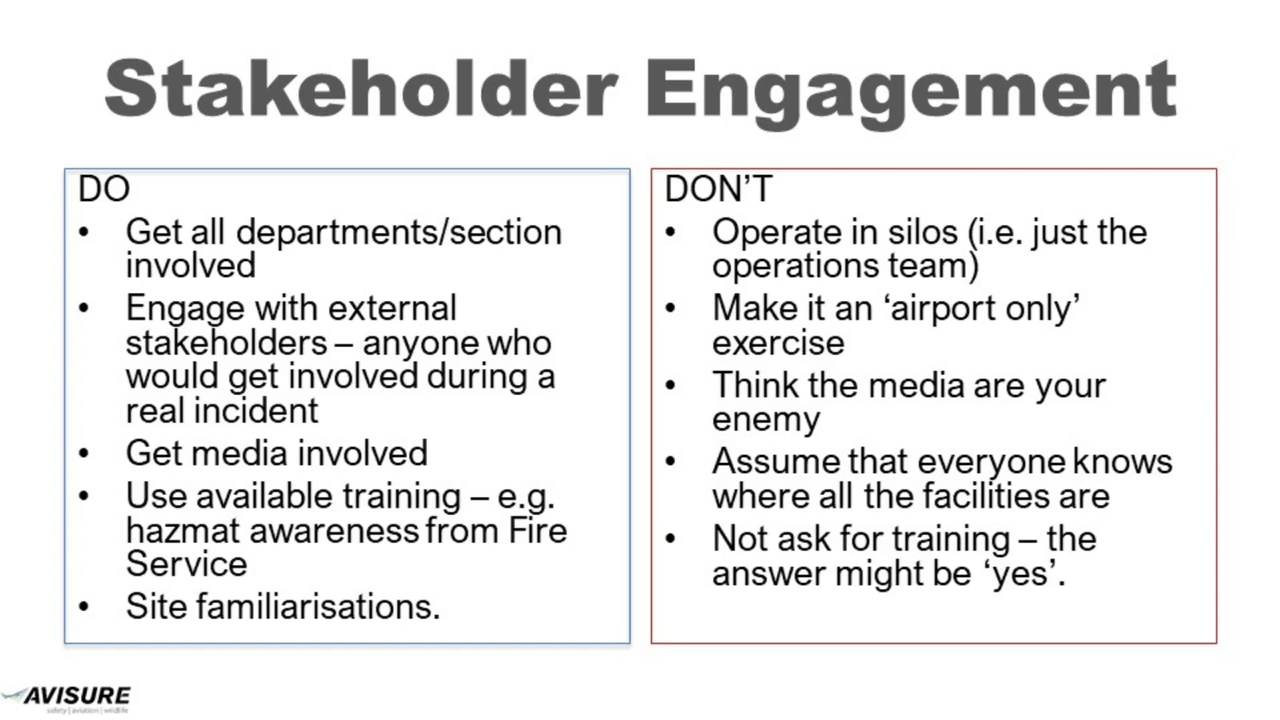 Stakeholder Engagement
DO
• Get all departments/section
involved
• Engage with external
stakeholders – anyone who
would get involved during a
real incident
• Get media involved
• Use available training – e.g.
hazmat awareness from Fire
Service
• Site familiarisations.
DON’T
• Operate in silos (i.e. just the
operations team)
• Make it an ‘airport only’
exercise
• Think the media are your
enemy
• Assume that everyone knows
where all the facilities are
• Not ask for training – the
answer might be ‘yes’.
AVISURE
safety | aviation | wildlife